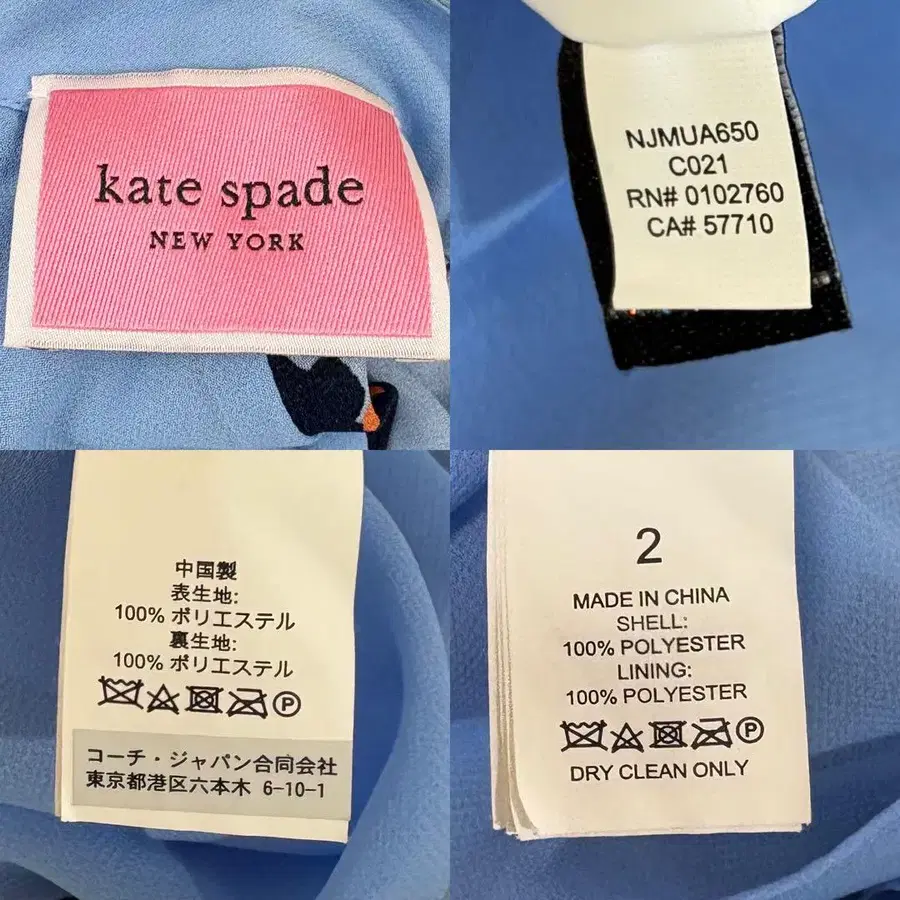 kate spade
NEW YORK
NJMUA650
C021
RN# 0102760
CA# 57710
中国製
表生地:
100% ポリエステル
裏生地:
100% ポリエステル
P
コーチ・ジャパン合同会社
東京都港区六本木 6-10-1
2
MADE IN CHINA
SHELL:
100% POLYESTER
LINING:
100% POLYESTER
P
DRY CLEAN ONLY